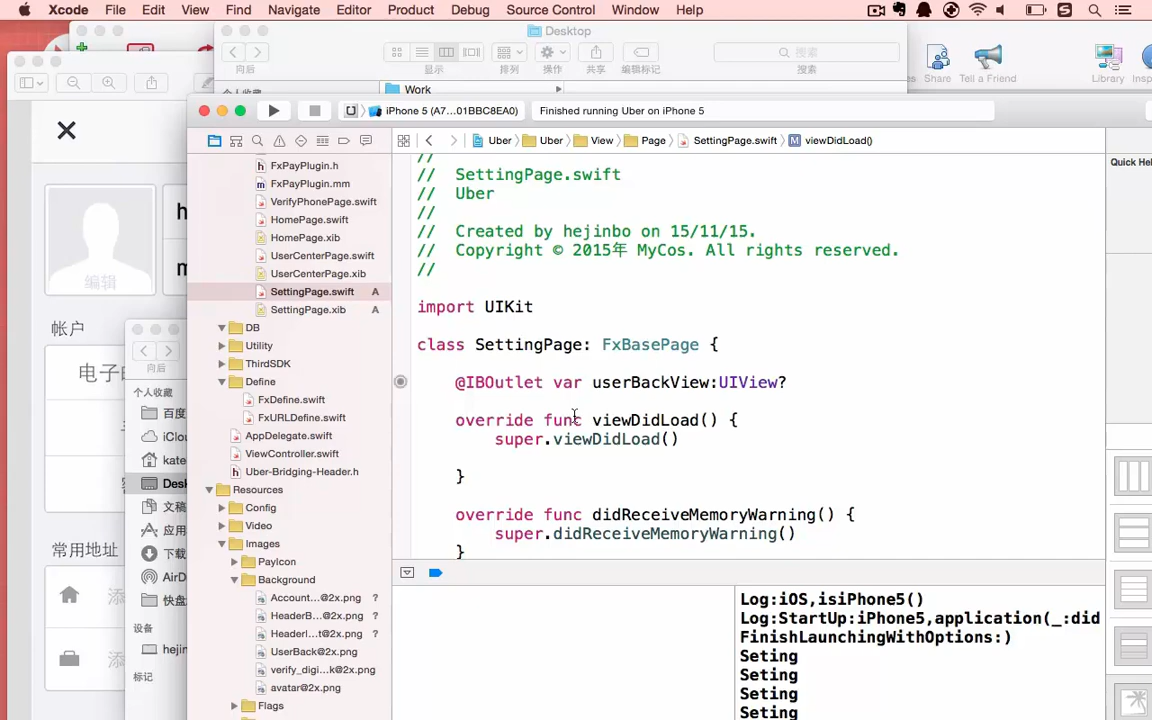 Xcode File Edit View Find Navigate Editor Product Debug Source Control Window Help
Desktop
向后 显示 排列 操作 共享 编辑标记 搜索
搜索
Share Tell a Friend Library Insp
Work
iPhone 5 (A7...01BBC8EA0) Finished running Uber on iPhone 5
Uber Uber View Page SettingPage.swift M viewDidLoad()
Quick Hel
FxPayPlugin.h
FxPayPlugin.mm
VerifyPhonePage.swift
HomePage.swift
HomePage.xib
UserCenterPage.swift
UserCenterPage.xib
SettingPage.swift A
SettingPage.xib A
DB
Utility
ThirdSDK
Define
FxDefine.swift
FxURLDefine.swift
AppDelegate.swift
ViewController.swift
Uber-Bridging-Header.h
Resources
Config
Video
Images
PayIcon
Background
Account...@2x.png ?
HeaderB...@2x.png ?
HeaderI...t@2x.png ?
UserBack@2x.png
verify_digi...k@2x.png
avatar@2x.png
Flags
//
// SettingPage.swift
// Uber
//
// Created by hejinbo on 15/11/15.
// Copyright © 2015年 MyCos. All rights reserved.
//
import UIKit
class SettingPage: FxBasePage {
@IBOutlet var userBackView:UIView?
override func viewDidLoad() {
super.viewDidLoad()
}
override func didReceiveMemoryWarning() {
super.didReceiveMemoryWarning()
}
Log:iOS,isiPhone5()
Log:StartUp:iPhone5,application(_:did
FinishLaunchingWithOptions:)
Seting
Seting
Seting
Seting
编辑
h
m
帐户
电子
常用地址
添
添
向后
个人收藏
百度
iClou
kate
Desk
文稿
应用
下载
AirD
快盘
设备
hejin
标记